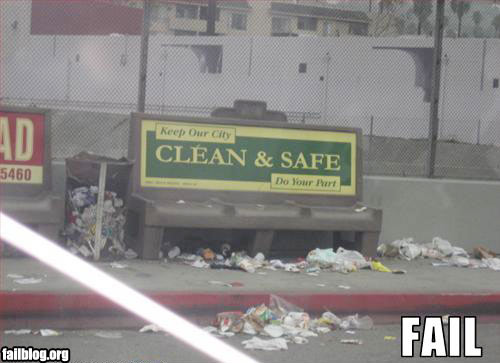 Keep Our City
CLEAN & SAFE
Do Your Part
AD
5460
FAIL
failblog.org